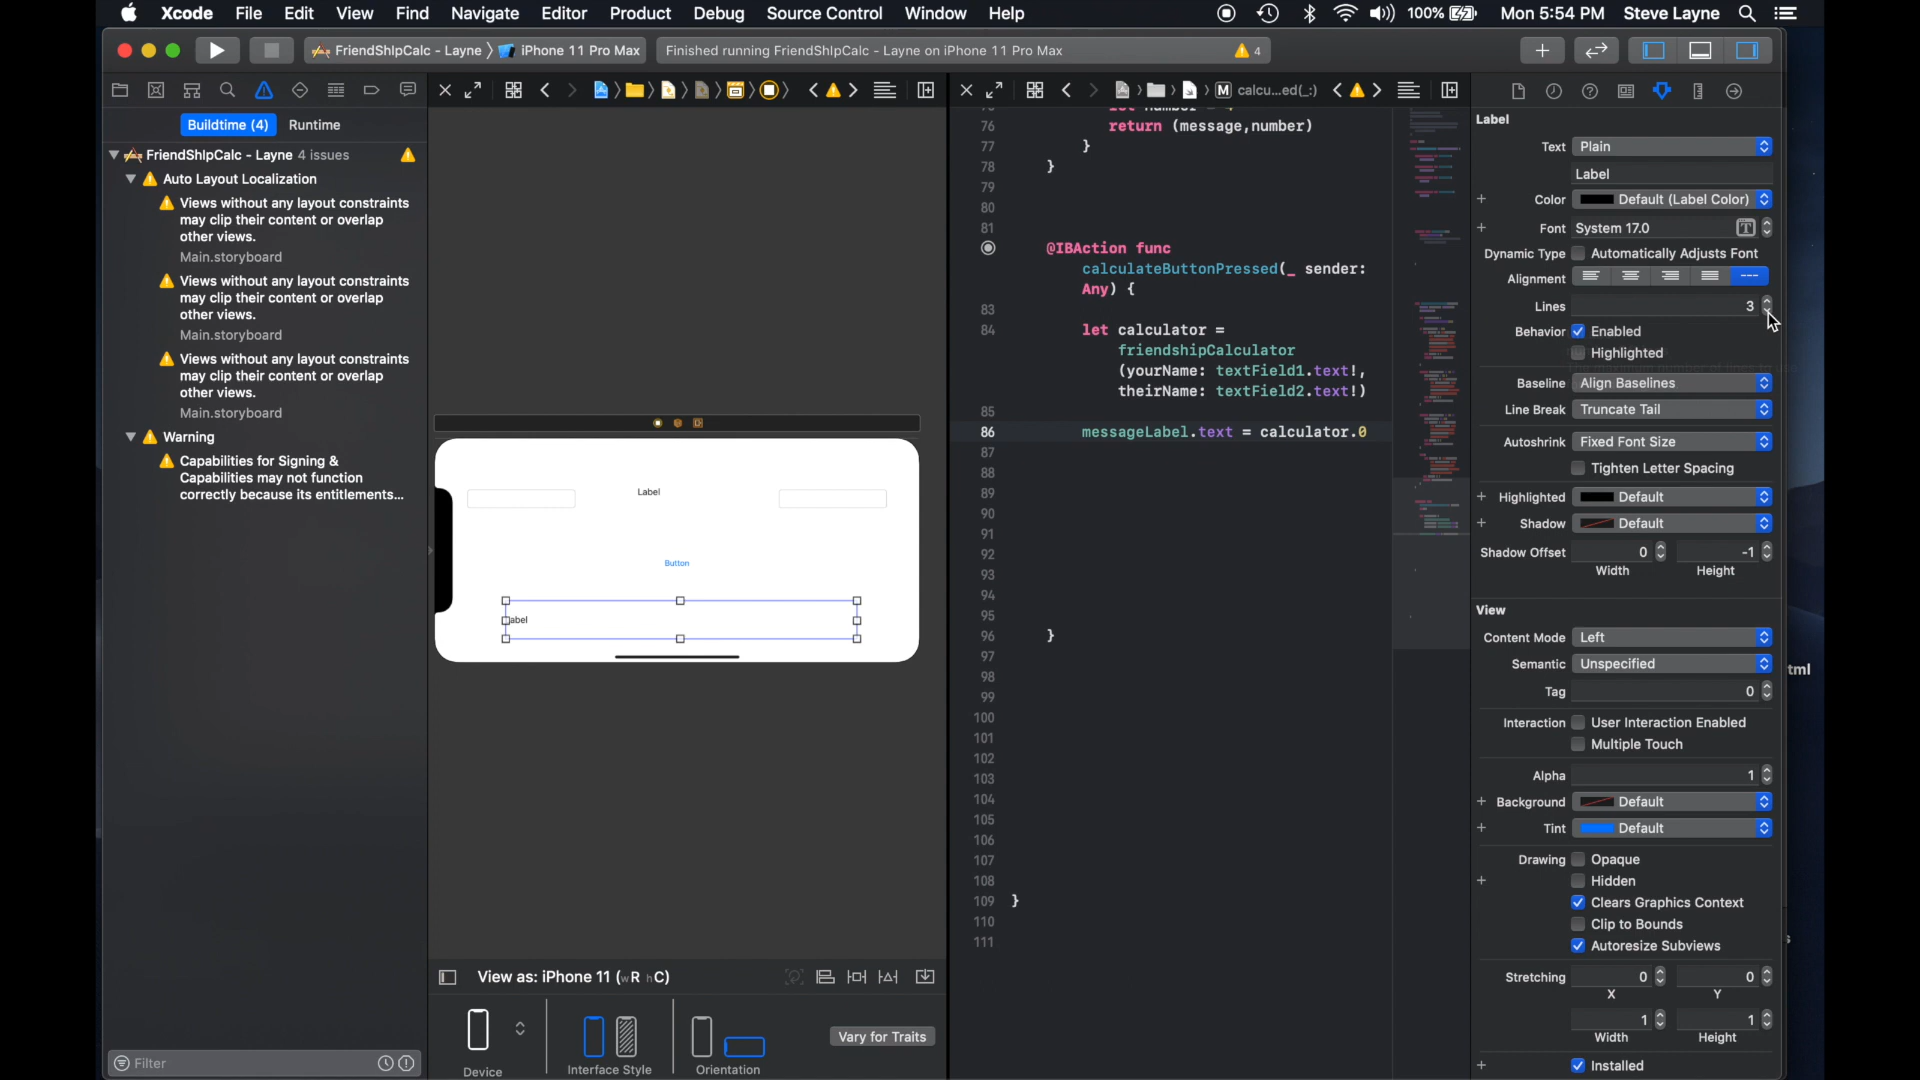 Xcode File Edit View Find Navigate Editor Product Debug Source Control Window Help 100% Mon 5:54 PM Steve Layne
FriendShIpCalc - Layne iPhone 11 Pro Max Finished running FriendShIpCalc - Layne on iPhone 11 Pro Max 4
M calcu...ed(_:)
Buildtime (4) Runtime
FriendShIpCalc - Layne 4 issues
Auto Layout Localization
Views without any layout constraints
may clip their content or overlap
other views.
Main.storyboard
Views without any layout constraints
may clip their content or overlap
other views.
Main.storyboard
Views without any layout constraints
may clip their content or overlap
other views.
Main.storyboard
Warning
Capabilities for Signing &
Capabilities may not function
correctly because its entitlements...
Filter
Label
Button
abel
View as: iPhone 11 (wR hC)
Vary for Traits
Device Interface Style Orientation
76 return (message,number)
77 }
78 }
79
80
81
@IBAction func
calculateButtonPressed(_ sender:
Any) {
83
84 let calculator =
friendshipCalculator
(yourName: textField1.text!,
theirName: textField2.text!)
85
86 messageLabel.text = calculator.0
87
88
89
90
91
92
93
94
95
96 }
97
98
99
100
101
102
103
104
105
106
107
108
109 }
110
111
Label
Text Plain
Label
+ Color Default (Label Color)
+ Font System 17.0
Dynamic Type Automatically Adjusts Font
Alignment
Lines 3
Behavior Enabled
Highlighted
Baseline Align Baselines
Line Break Truncate Tail
Autoshrink Fixed Font Size
Tighten Letter Spacing
+ Highlighted Default
+ Shadow Default
Shadow Offset 0 -1
Width Height
View
Content Mode Left
Semantic Unspecified
Tag 0
Interaction User Interaction Enabled
Multiple Touch
Alpha 1
+ Background Default
+ Tint Default
Drawing Opaque
+ Hidden
Clears Graphics Context
Clip to Bounds
Autoresize Subviews
Stretching 0 0
X Y
1 1
Width Height
+ Installed
tml